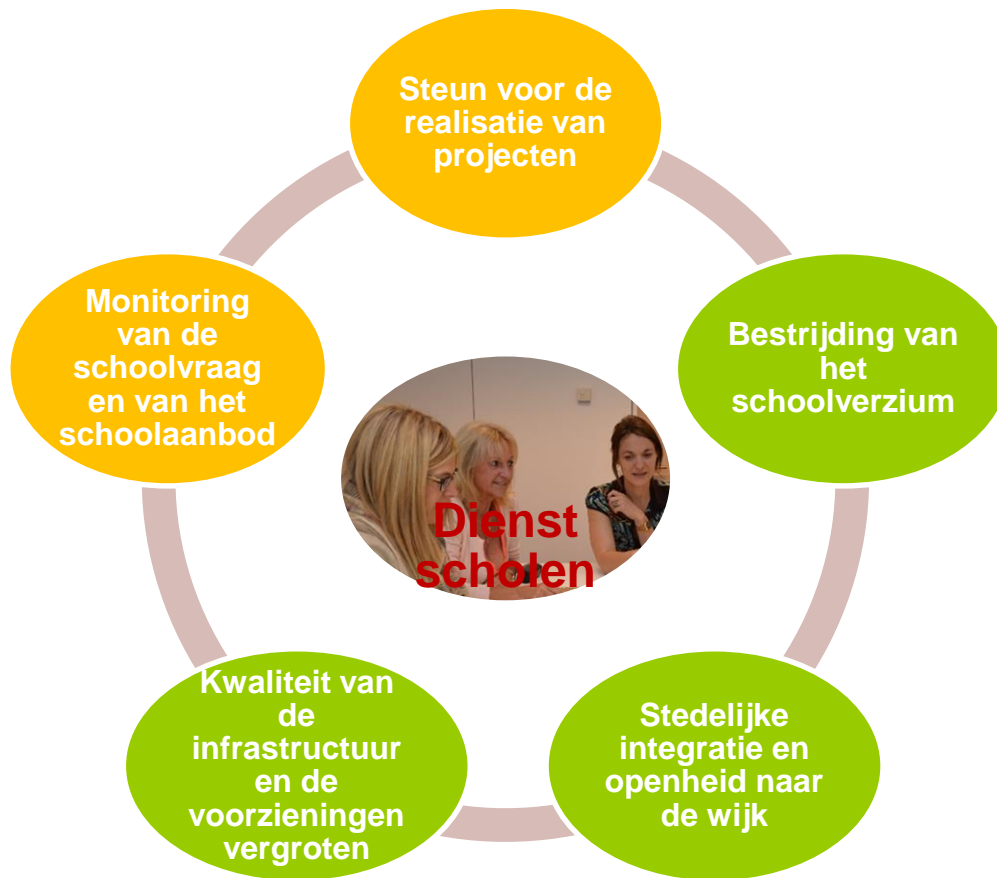 Steun voor de
realisatie van
projecten
Bestrijding van
het
schoolverzium
Stedelijke
integratie en
openheid naar
de wijk
Kwaliteit van
de
infrastructuur
en de
voorzieningen
vergroten
Monitoring
van de
schoolvraag
en van het
schoolaanbod
Dienst
scholen